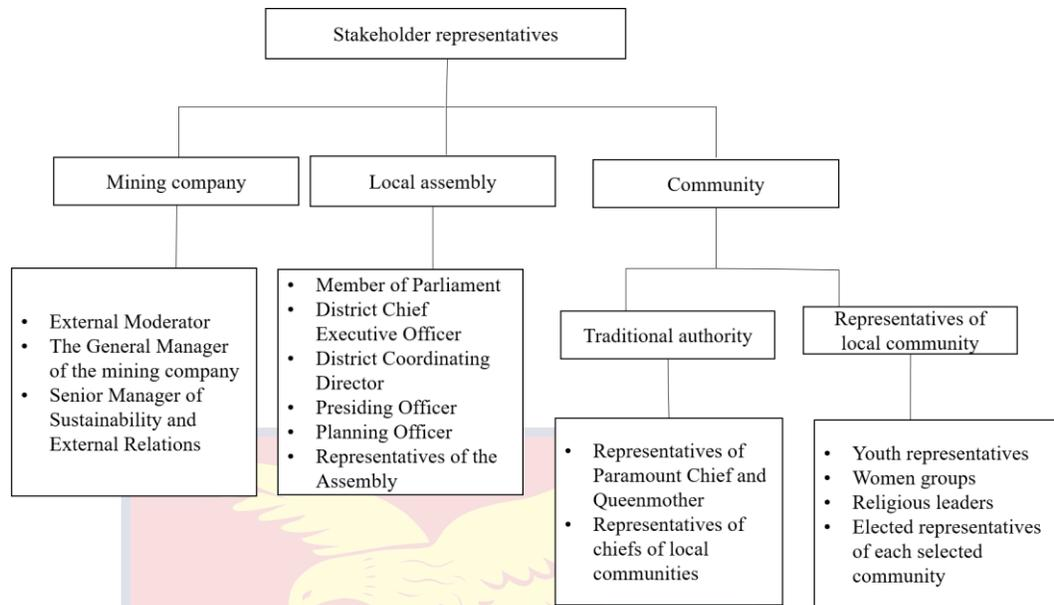 Stakeholder representatives
Mining company
Local assembly
Community
• External Moderator
• The General Manager
of the mining company
• Senior Manager of
Sustainability and
External Relations
• Member of Parliament
• District Chief
Executive Officer
• District Coordinating
Director
• Presiding Officer
• Planning Officer
• Representatives of the
Assembly
Traditional authority
Representatives of
local community
• Representatives of
Paramount Chief and
Queenmother
• Representatives of
chiefs of local
communities
• Youth representatives
• Women groups
• Religious leaders
• Elected representatives
of each selected
community